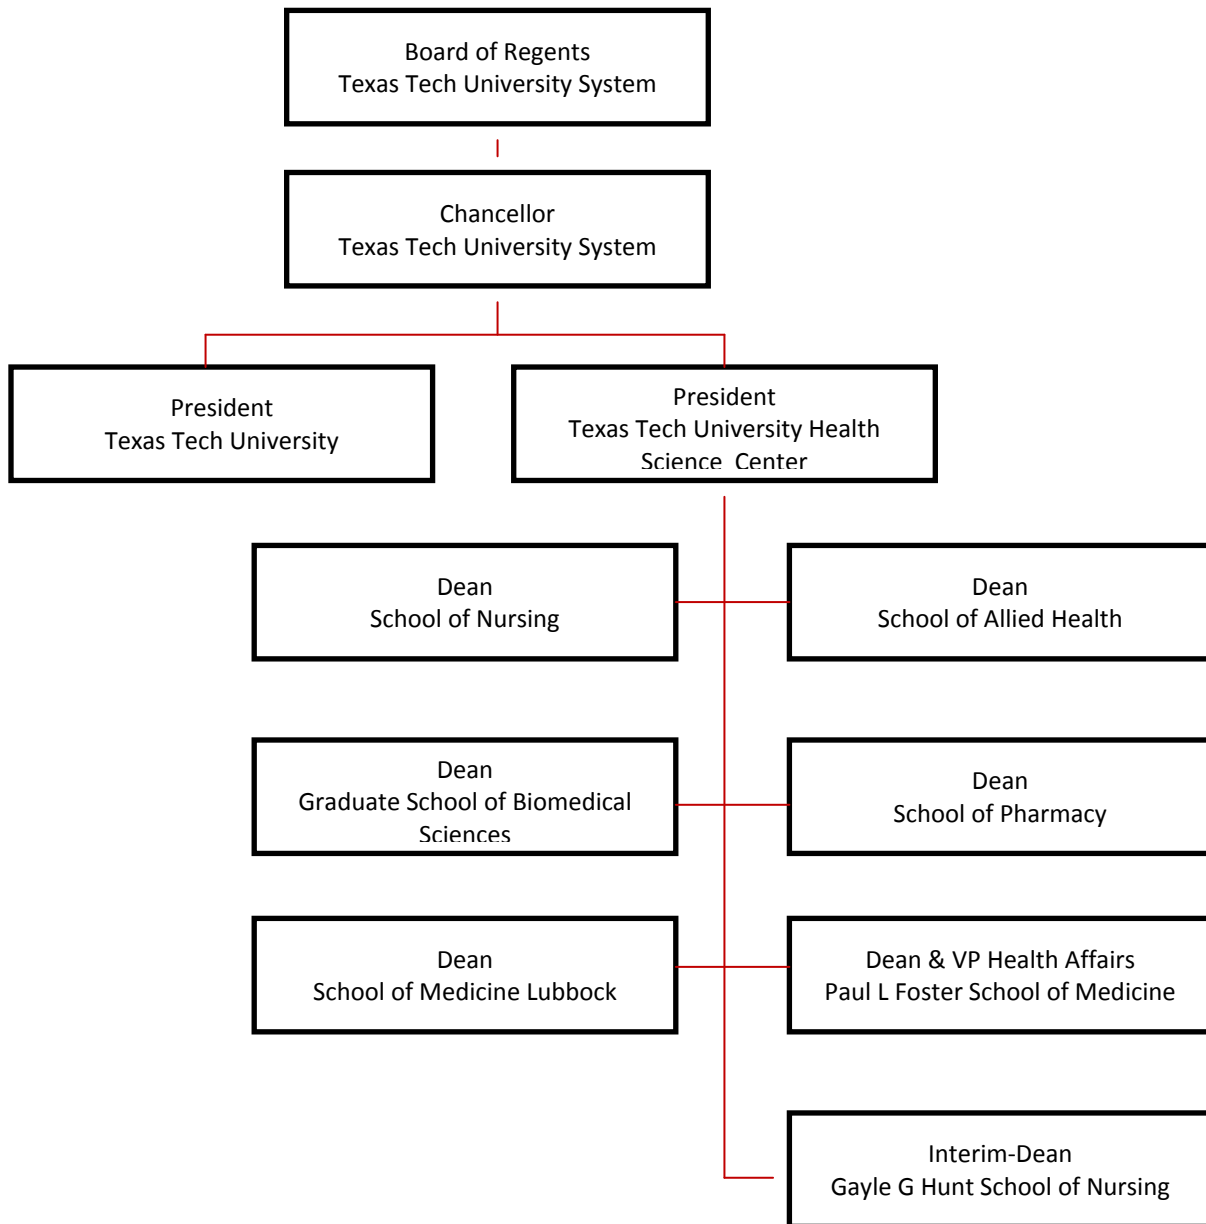 Board of Regents
Texas Tech University System
Chancellor
Texas Tech University System
President
Texas Tech University
President
Texas Tech University Health
Science Center
Dean
School of Nursing
Dean
School of Allied Health
Dean
Graduate School of Biomedical
Sciences
Dean
School of Pharmacy
Dean
School of Medicine Lubbock
Dean & VP Health Affairs
Paul L Foster School of Medicine
Interim-Dean
Gayle G Hunt School of Nursing